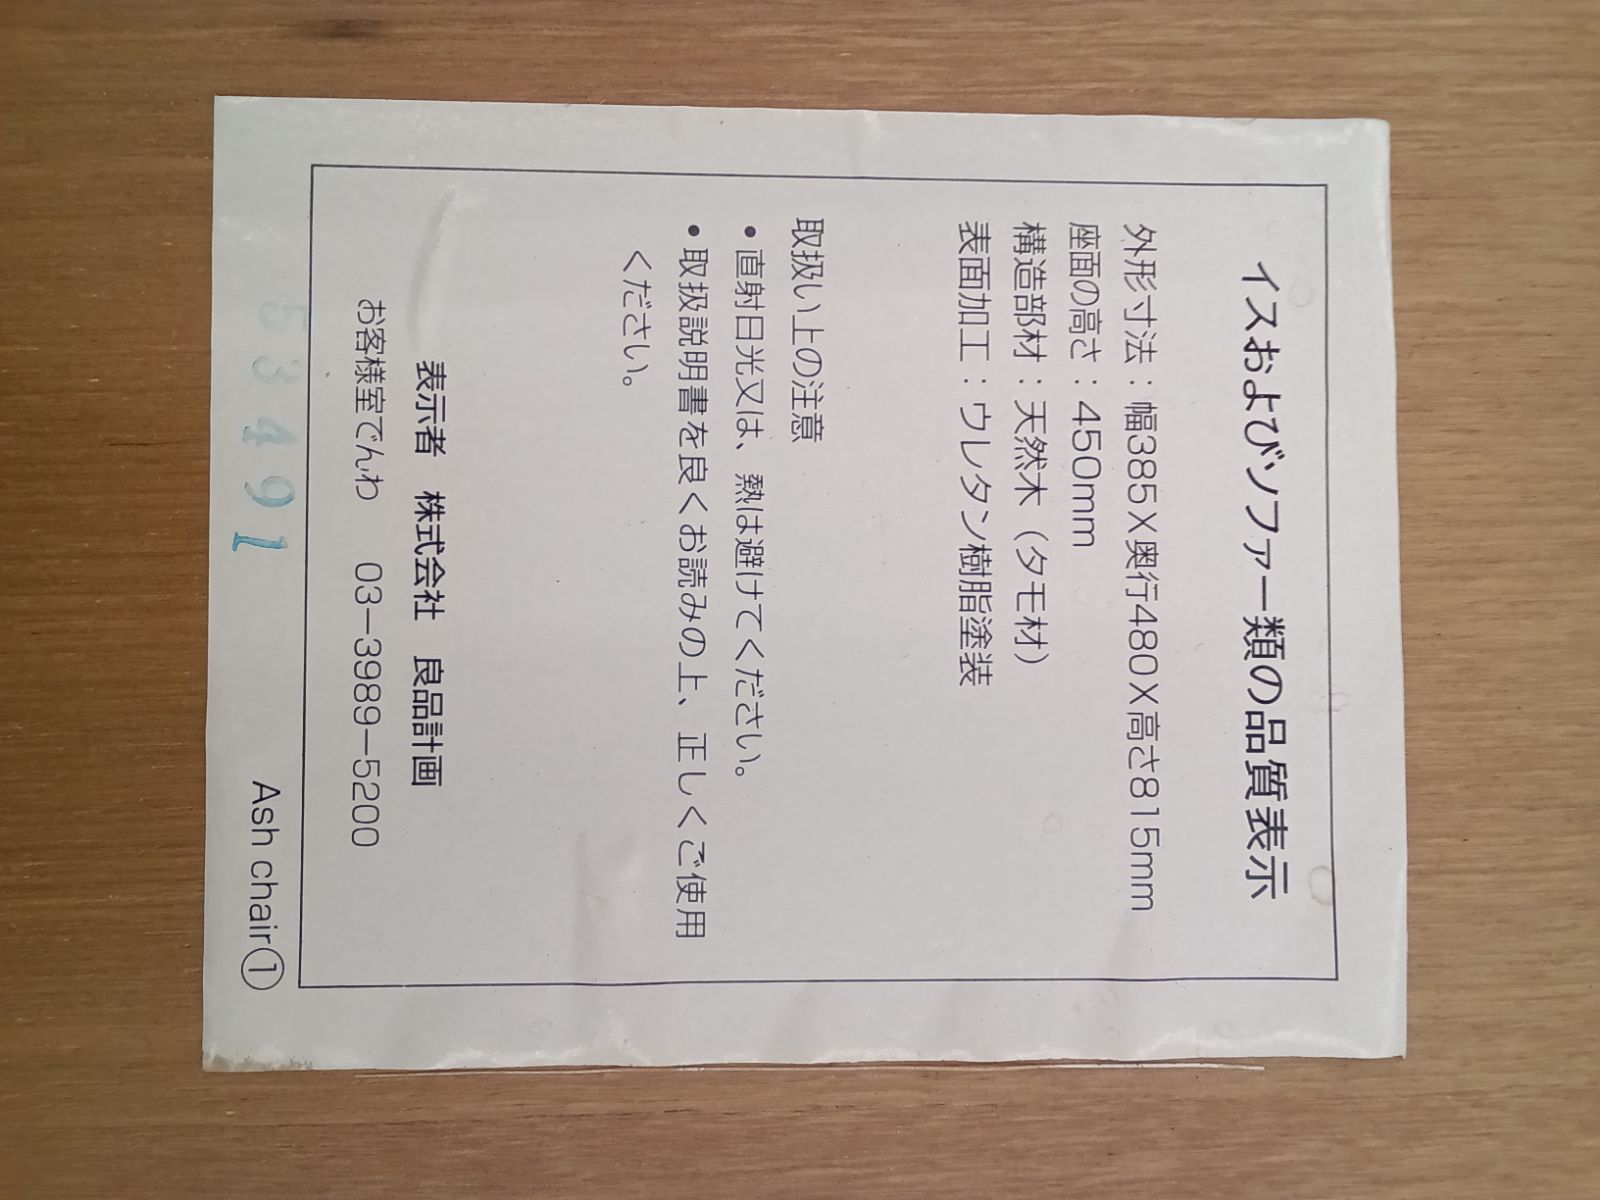 イスおよびソファー類の品質表示
外形寸法：幅385X奥行480X高さ815mm
座面の高さ：450mm
構造部材：天然木（タモ材）
表面加工：ウレタン樹脂塗装
取扱い上の注意
•直射日光又は、熱は避けてください。
•取扱説明書を良くお読みの上、正しくご使用
ください。
表示者　株式会社　良品計画
お客様室でんわ　03−3989−5200
53491
Ash chair①